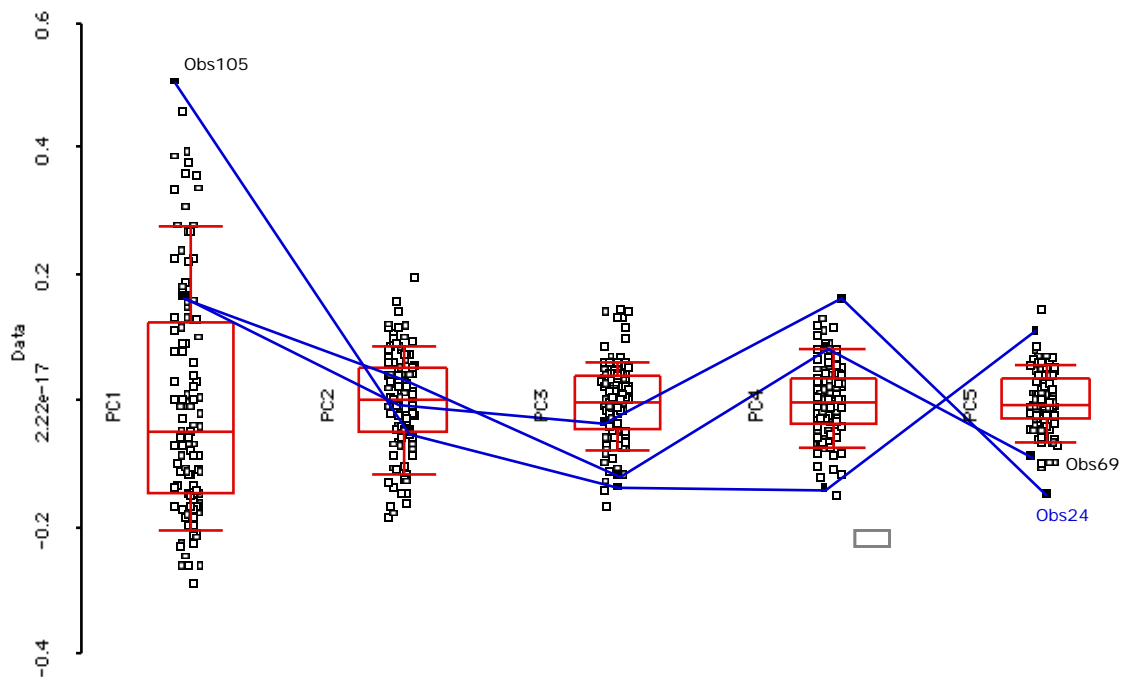 0.6
Obs105
0.4
0.2
Data
2.22e-17
PC1
PC2
PC3
PC4
PC5
Obs69
Obs24
-0.2
-0.4